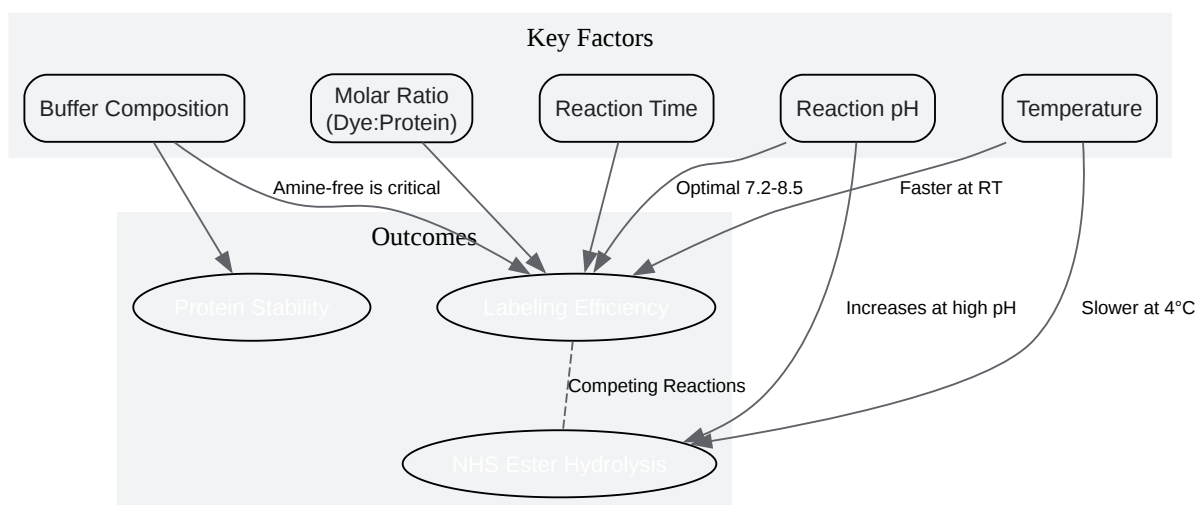 Key Factors
Buffer Composition
Molar Ratio
(Dye:Protein)
Reaction Time
Reaction pH
Temperature
Amine-free is critical
Optimal 7.2-8.5
Faster at RT
Outcomes
Protein Stability
Labeling Efficiency
Increases at high pH
Slower at 4°C
Competing Reactions
NHS Ester Hydrolysis